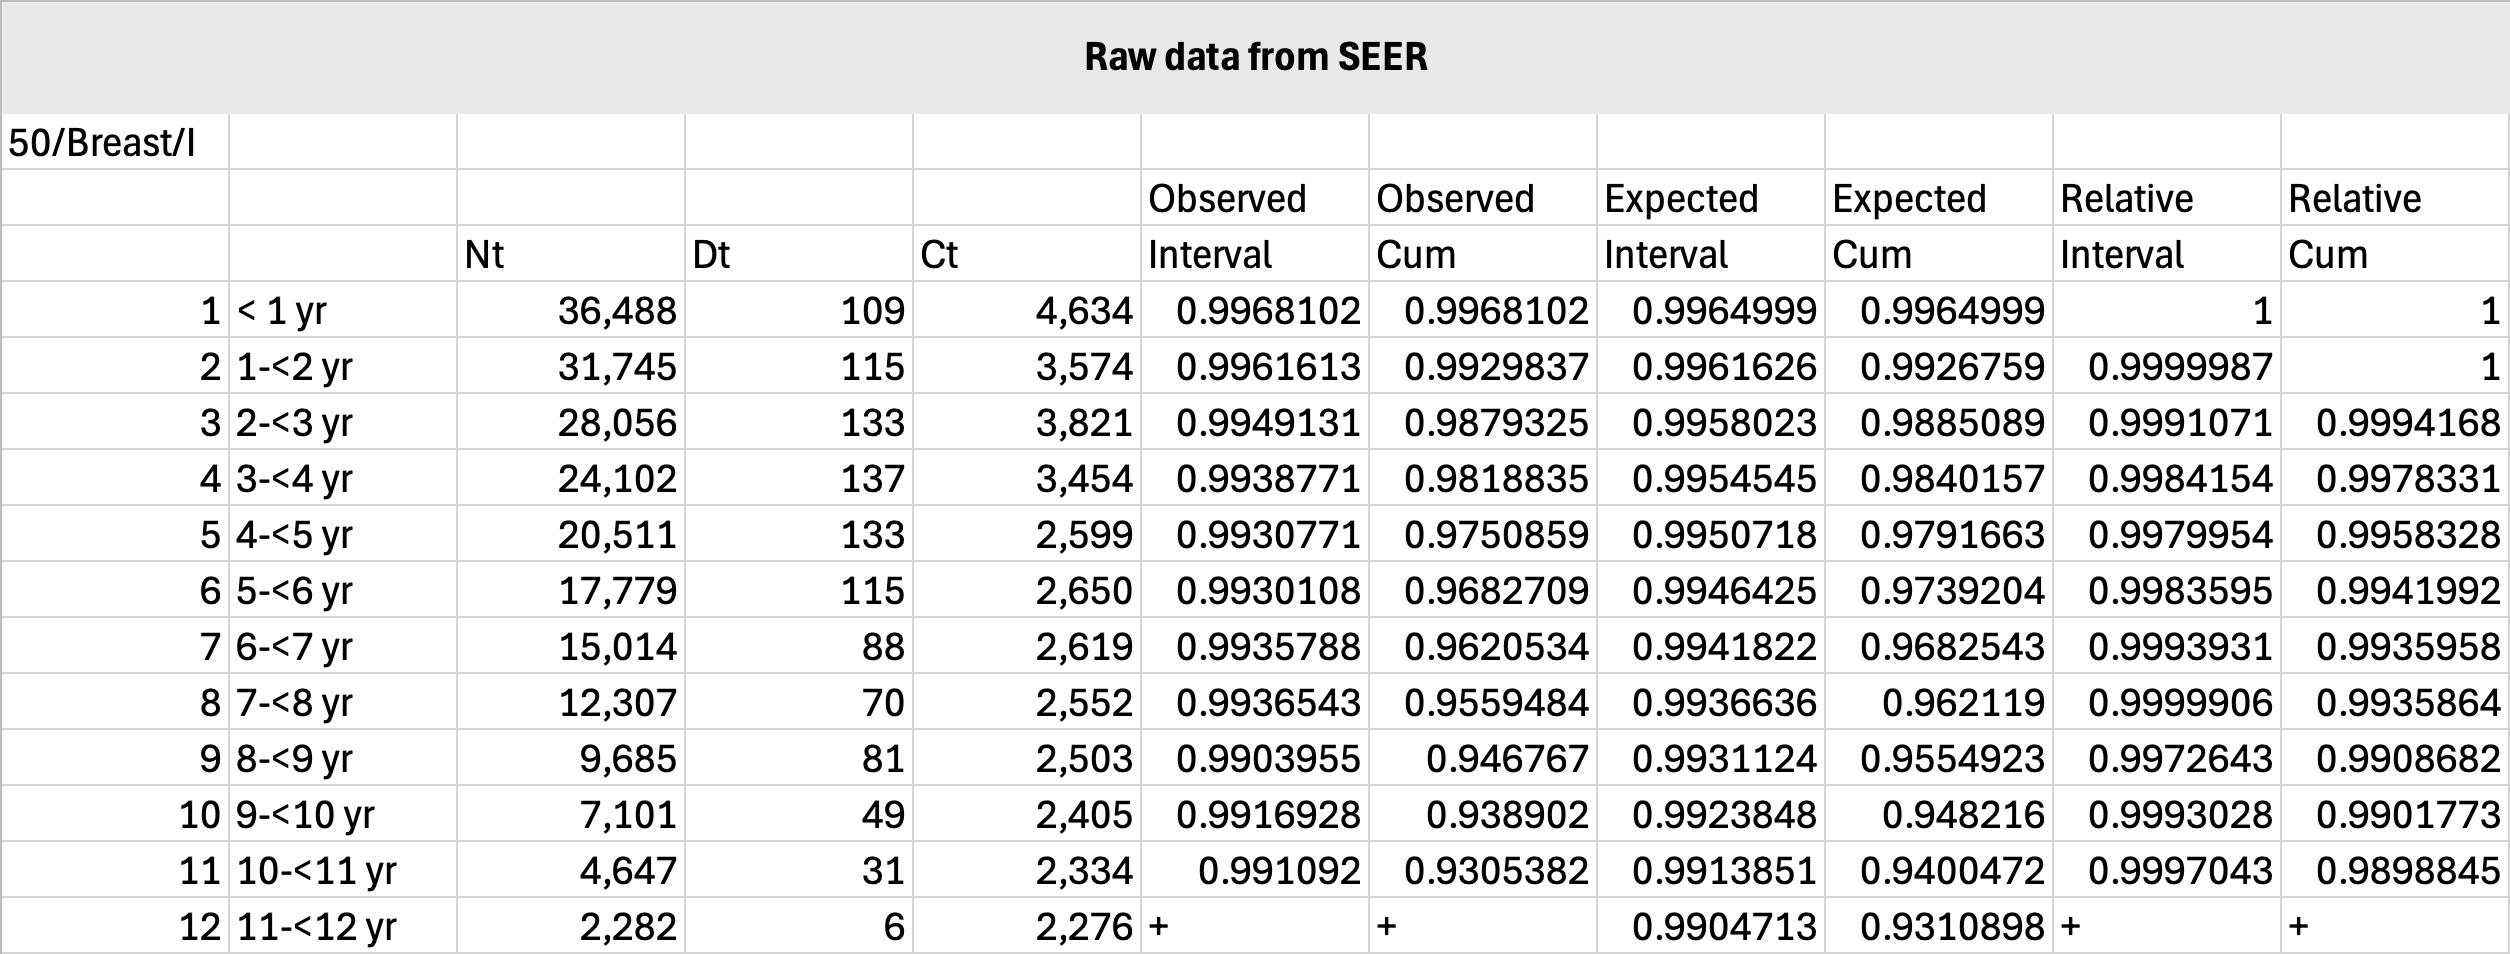 Raw data from SEER
50/Breast/I
Observed Observed Expected Expected Relative Relative
Nt Dt Ct Interval Cum Interval Cum Interval Cum
1 < 1 yr 36,488 109 4,634 0.9968102 0.9968102 0.9964999 0.9964999 1 1
2 1-<2 yr 31,745 115 3,574 0.9961613 0.9929837 0.9961626 0.9926759 0.9999987 1
3 2-<3 yr 28,056 133 3,821 0.9949131 0.9879325 0.9958023 0.9885089 0.9991071 0.9994168
4 3-<4 yr 24,102 137 3,454 0.9938771 0.9818835 0.9954545 0.9840157 0.9984154 0.9978331
5 4-<5 yr 20,511 133 2,599 0.9930771 0.9750859 0.9950718 0.9791663 0.9979954 0.9958328
6 5-<6 yr 17,779 115 2,650 0.9930108 0.9682709 0.9946425 0.9739204 0.9983595 0.9941992
7 6-<7 yr 15,014 88 2,619 0.9935788 0.9620534 0.9941822 0.9682543 0.9993931 0.9935958
8 7-<8 yr 12,307 70 2,552 0.9936543 0.9559484 0.9936636 0.962119 0.9999906 0.9935864
9 8-<9 yr 9,685 81 2,503 0.9903955 0.946767 0.9931124 0.9554923 0.9972643 0.9908682
10 9-<10 yr 7,101 49 2,405 0.9916928 0.938902 0.9923848 0.948216 0.9993028 0.9901773
11 10-<11 yr 4,647 31 2,334 0.991092 0.9305382 0.9913851 0.9400472 0.9997043 0.9898845
12 11-<12 yr 2,282 6 2,276 + + 0.9904713 0.9310898 + +